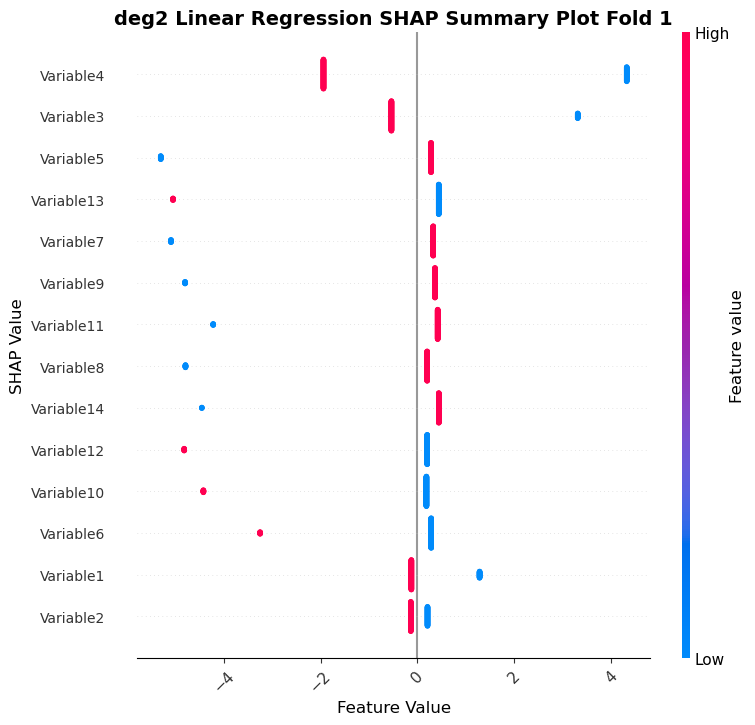 deg2 Linear Regression SHAP Summary Plot Fold 1
High
Variable4
Variable3
Variable5
Variable13
Variable7
Variable9
Variable11
Variable8
Variable14
Variable12
Variable10
Variable6
Variable1
Variable2
SHAP Value
Feature value
Low
−4
−2
0
2
4
Feature Value